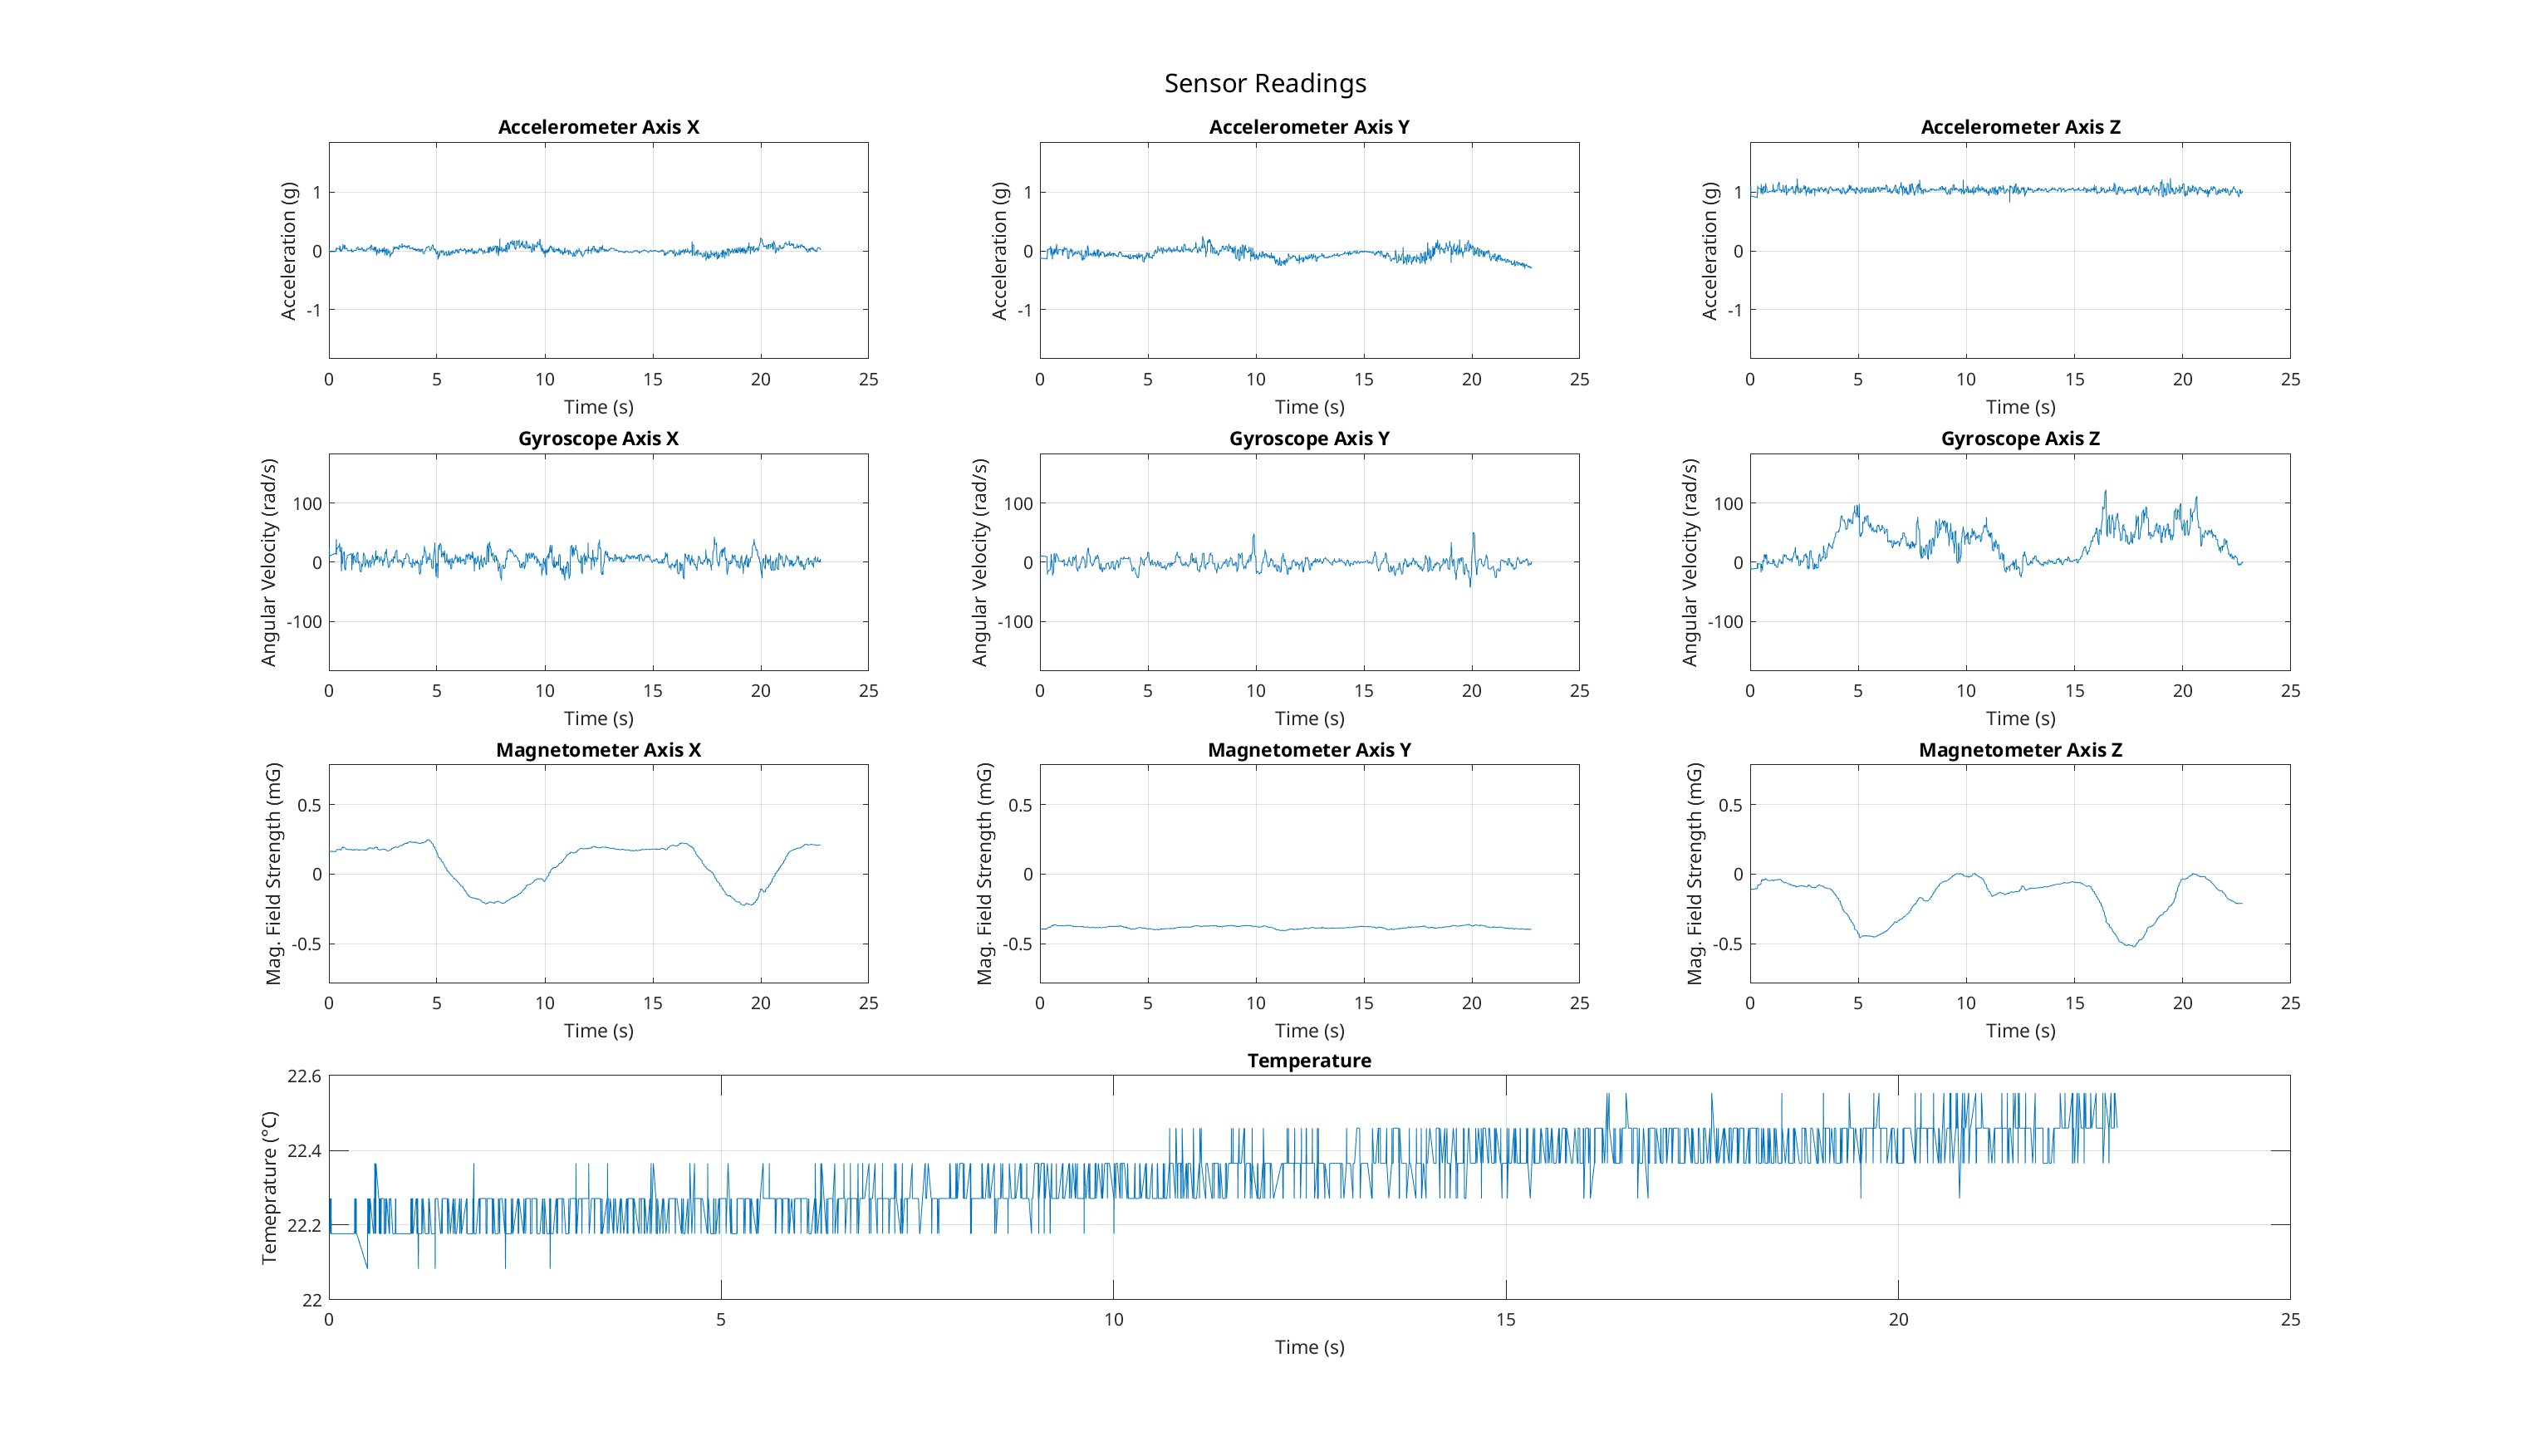 Sensor Readings
Accelerometer Axis X
Acceleration (g)
1
0
-1
0 5 10 15 20 25
Time (s)
Accelerometer Axis Y
Acceleration (g)
1
0
-1
0 5 10 15 20 25
Time (s)
Accelerometer Axis Z
Acceleration (g)
1
0
-1
0 5 10 15 20 25
Time (s)
Gyroscope Axis X
Angular Velocity (rad/s)
100
0
-100
0 5 10 15 20 25
Time (s)
Gyroscope Axis Y
Angular Velocity (rad/s)
100
0
-100
0 5 10 15 20 25
Time (s)
Gyroscope Axis Z
Angular Velocity (rad/s)
100
0
-100
0 5 10 15 20 25
Time (s)
Magnetometer Axis X
Mag. Field Strength (mG)
0.5
0
-0.5
0 5 10 15 20 25
Time (s)
Magnetometer Axis Y
Mag. Field Strength (mG)
0.5
0
-0.5
0 5 10 15 20 25
Time (s)
Magnetometer Axis Z
Mag. Field Strength (mG)
0.5
0
-0.5
0 5 10 15 20 25
Time (s)
Temperature
Temeprature (°C)
22.6
22.4
22.2
22
0 5 10 15 20 25
Time (s)